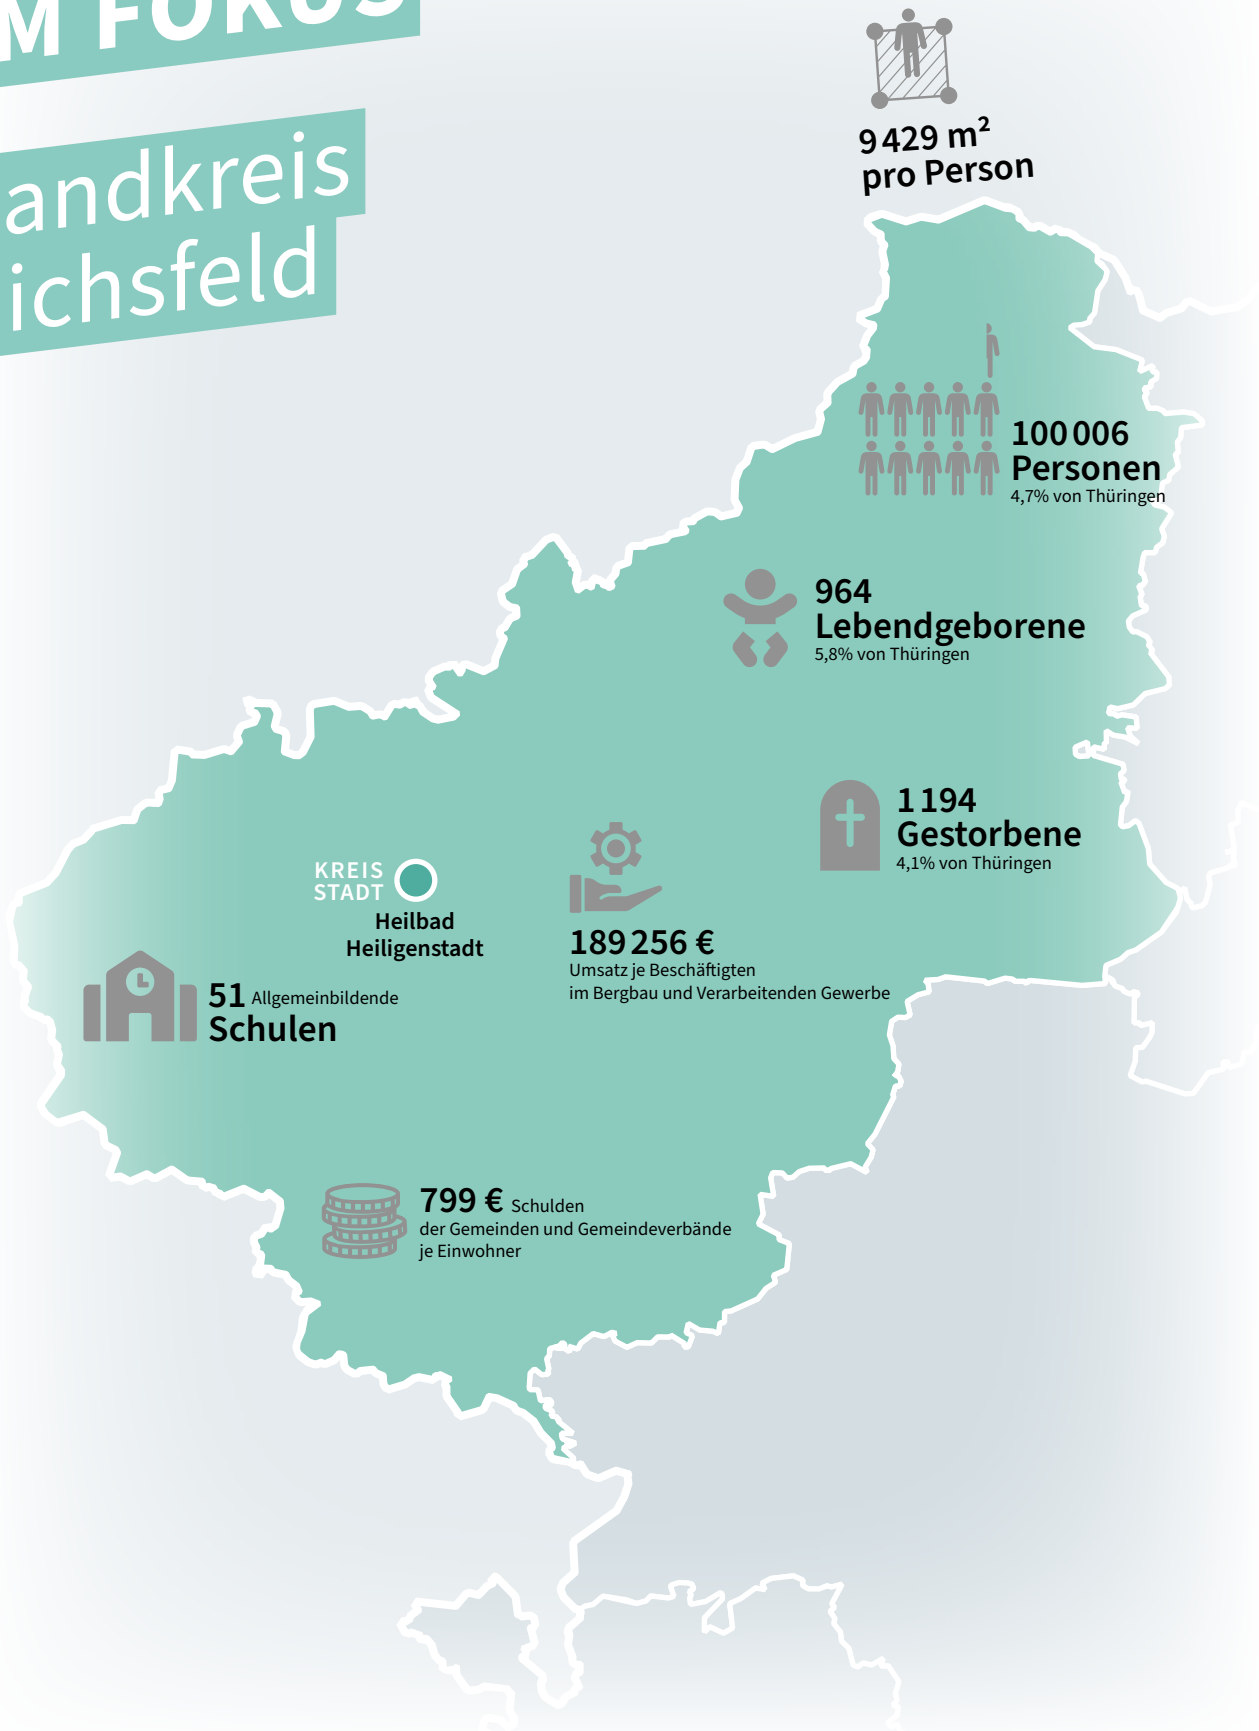 M FOKUS
andkreis
ichsfeld
9 429 m²
pro Person
100 006
Personen
4,7% von Thüringen
964
Lebendgeborene
5,8% von Thüringen
1 194
Gestorbene
4,1% von Thüringen
KREIS
STADT
Heilbad
Heiligenstadt
189 256 €
Umsatz je Beschäftigten
im Bergbau und Verarbeitenden Gewerbe
51 Allgemeinbildende
Schulen
799 € Schulden
der Gemeinden und Gemeindeverbände
je Einwohner